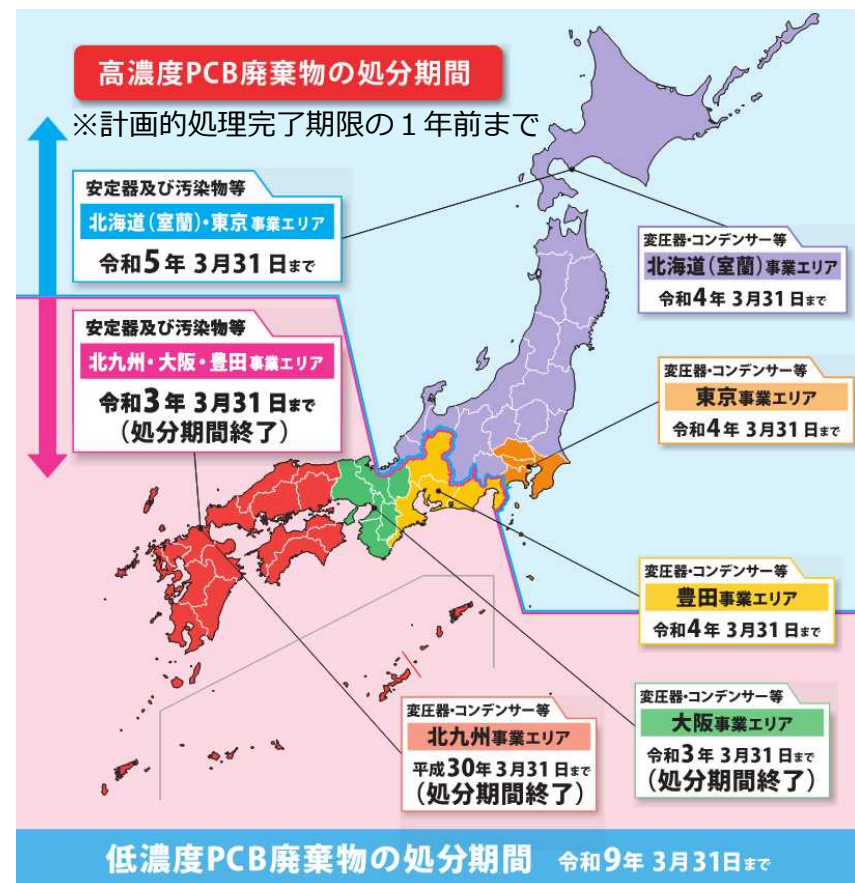 高濃度PCB廃棄物の処分期間
※計画的処理完了期限の１年前まで
安定器及び汚染物等
北海道(室蘭)・東京事業エリア
令和5年 3月31日まで
安定器及び汚染物等
北九州・大阪・豊田事業エリア
令和3年 3月31日まで
(処分期間終了)
変圧器・コンデンサー等
北海道(室蘭)事業エリア
令和4年 3月31日まで
変圧器・コンデンサー等
東京事業エリア
令和4年 3月31日まで
変圧器・コンデンサー等
豊田事業エリア
令和4年 3月31日まで
変圧器・コンデンサー等
大阪事業エリア
令和3年 3月31日まで
(処分期間終了)
変圧器・コンデンサー等
北九州事業エリア
平成30年3月31日まで
(処分期間終了)
低濃度PCB廃棄物の処分期間 令和9年 3月31日まで